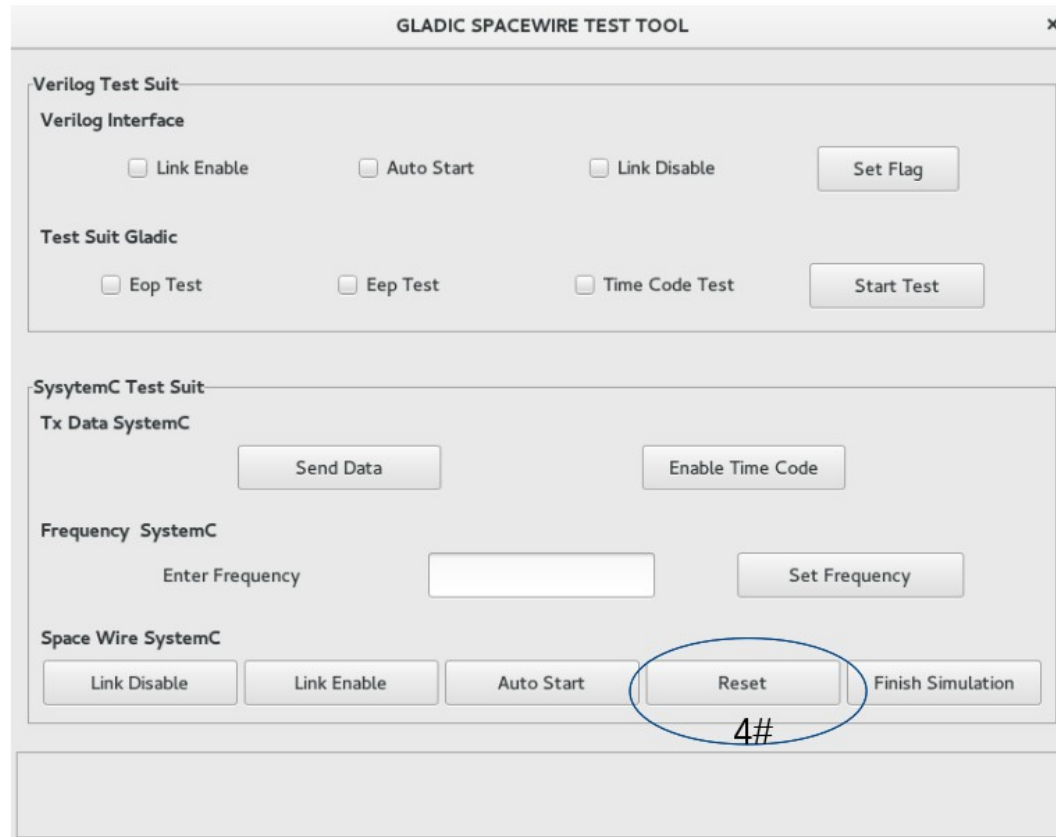 GLADIC SPACEWIRE TEST TOOL ×
Verilog Test Suit
Verilog Interface
Link Enable Auto Start Link Disable Set Flag
Test Suit Gladic
Eop Test Eep Test Time Code Test Start Test
SysytemC Test Suit
Tx Data SystemC
Send Data Enable Time Code
Frequency SystemC
Enter Frequency Set Frequency
Space Wire SystemC
Link Disable Link Enable Auto Start Reset Finish Simulation
4#